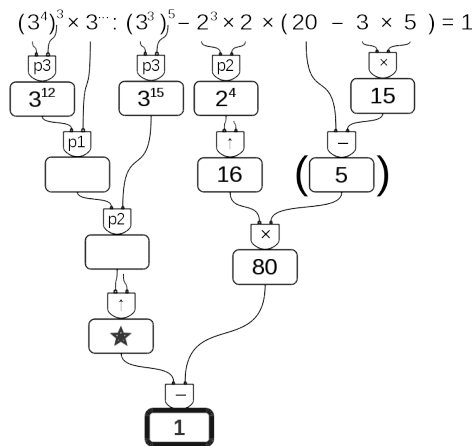 (3⁴)³ × 3^... : (3³)⁵ − 2³ × 2 × (20 − 3 × 5) = 1
p3 p3 p2 ×
3¹² 3¹⁵ 2⁴ 15
p1 ↑ −
16 (5)
p2 ×
80
↑
★
−
1